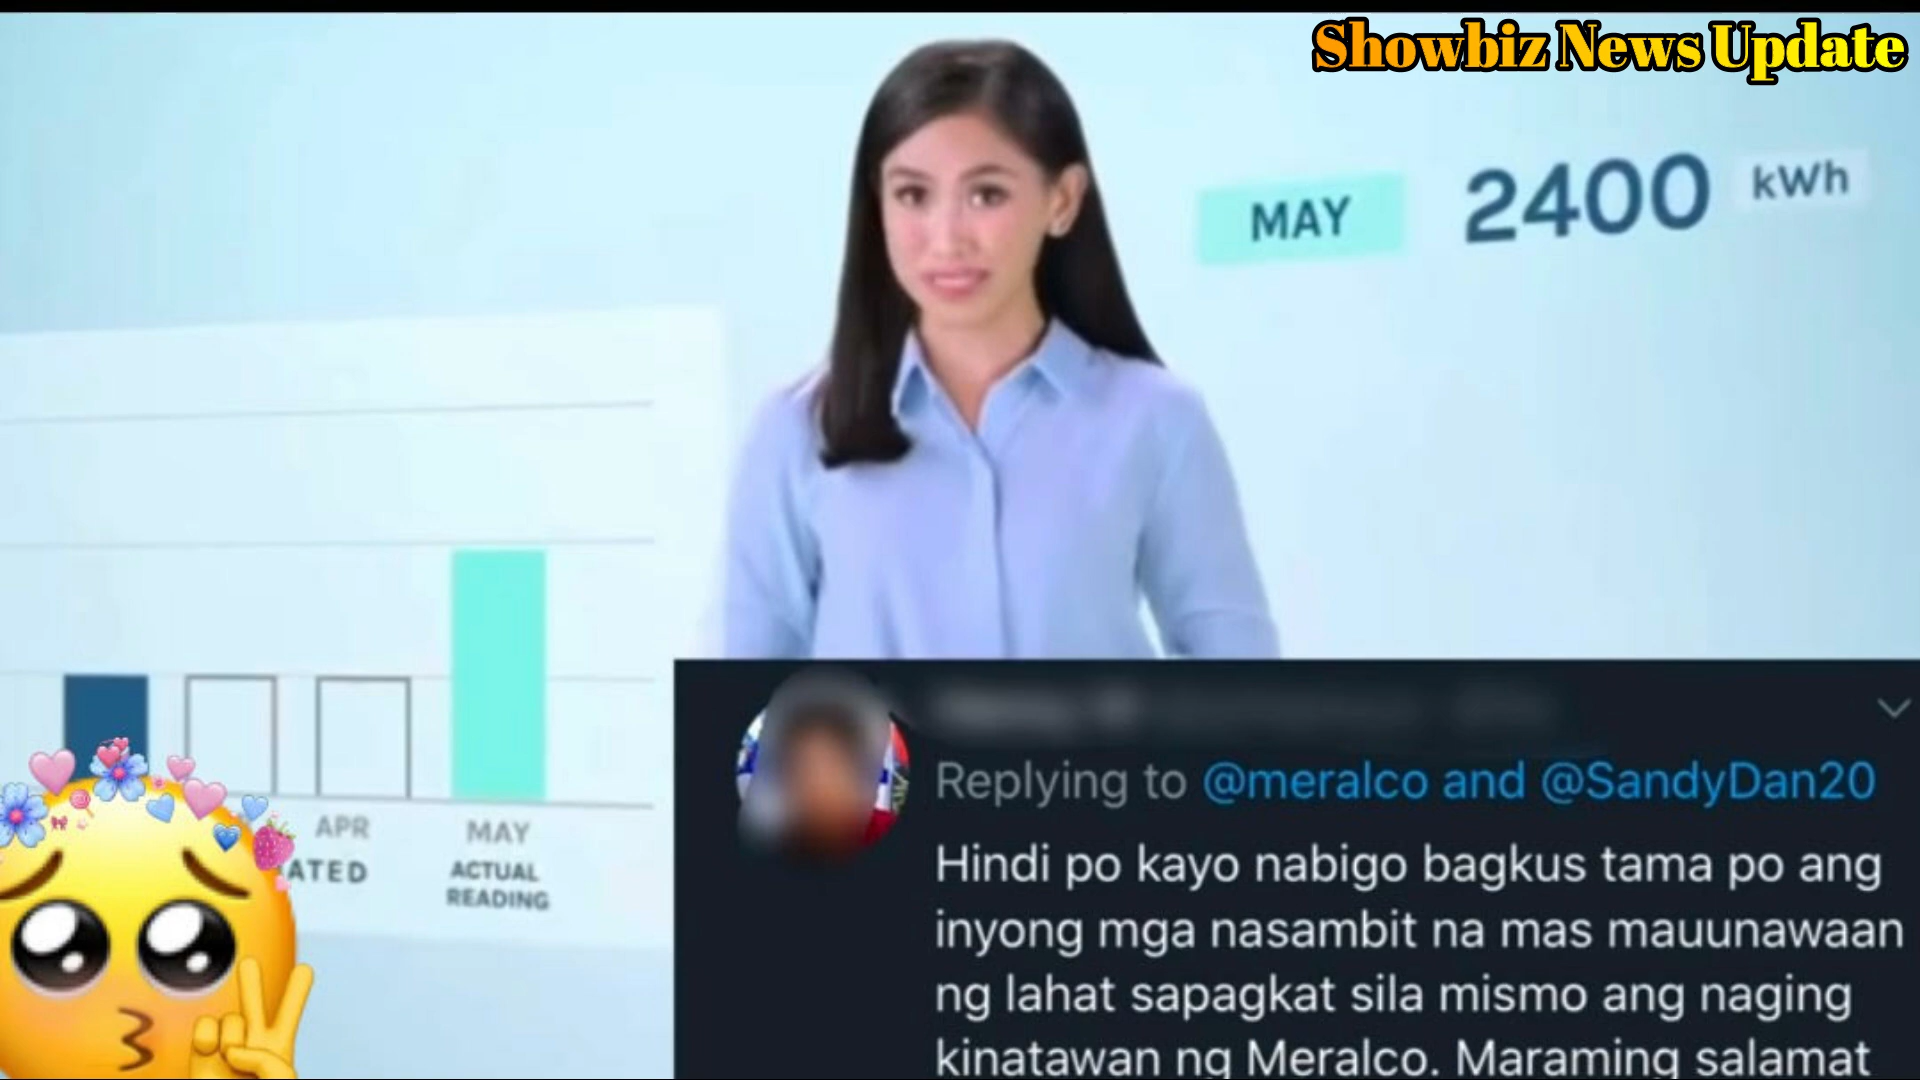 Showbiz News Update
MAY 2400 kWh
APR MAY
ATED ACTUAL
READING
Replying to @meralco and @SandyDan20
Hindi po kayo nabigo bagkus tama po ang
inyong mga nasambit na mas mauunawaan
ng lahat sapagkat sila mismo ang naging
kinatawan ng Meralco. Maraming salamat